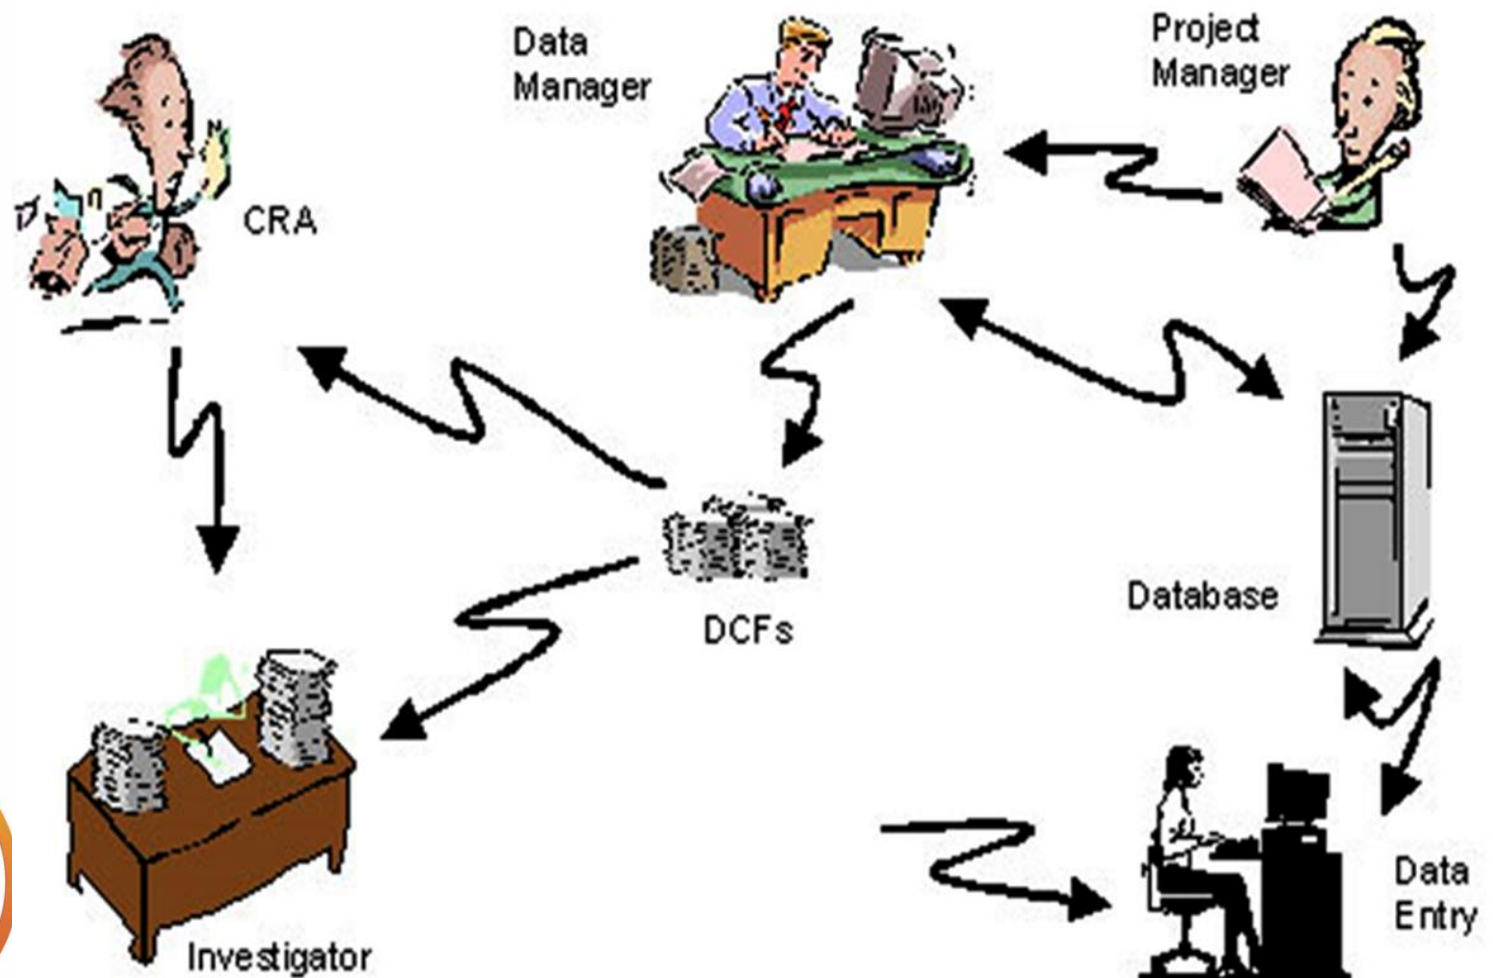 Data
Manager
Project
Manager
CRA
Database
DCFs
Data
Entry
Investigator